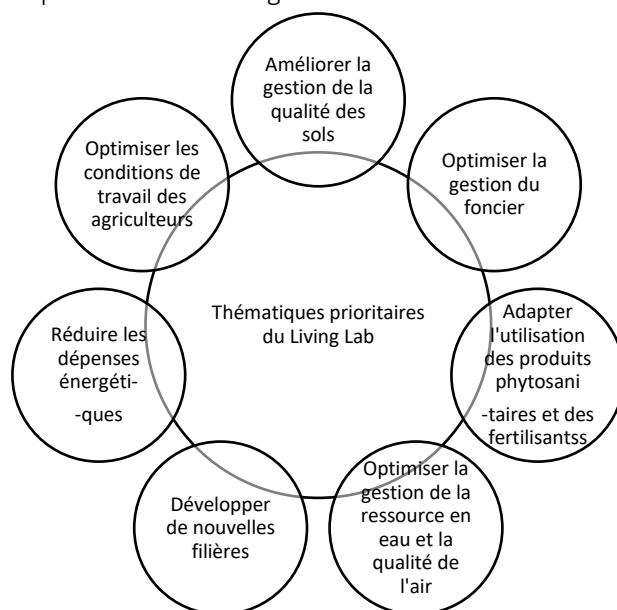 Améliorer la
gestion de la
qualité des
sols
Optimiser la
gestion du
foncier
Adapter
l'utilisation
des produits
phytosani
-taires et des
fertilisantss
Optimiser la
gestion de la
ressource en
eau et la
qualité de
l'air
Développer
de nouvelles
filières
Réduire les
dépenses
énergéti-
-ques
Optimiser les
conditions de
travail des
agriculteurs
Thématiques prioritaires
du Living Lab